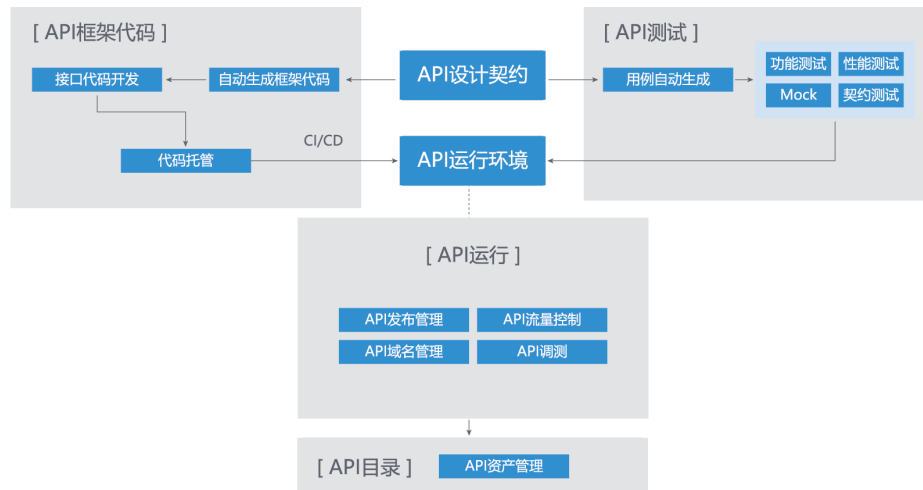 [ API框架代码 ]
接口代码开发
自动生成框架代码
代码托管
CI/CD
API设计契约
API运行环境
[ API测试 ]
用例自动生成
功能测试
性能测试
Mock
契约测试
[ API运行 ]
API发布管理
API流量控制
API域名管理
API调测
[ API目录 ]
API资产管理